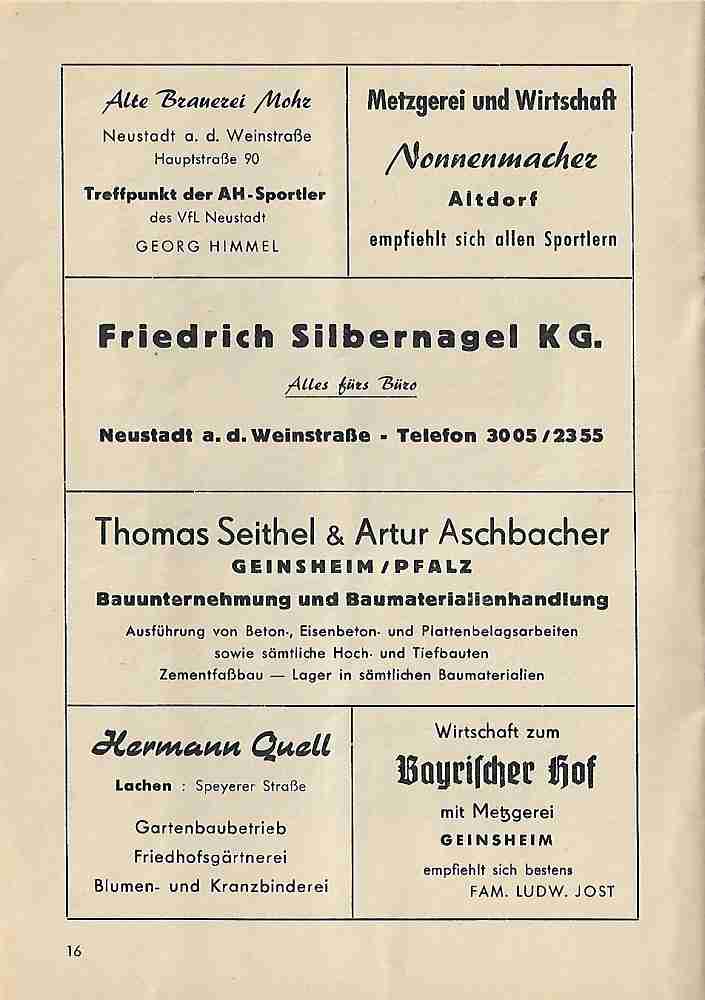 Alte Brauerei Mohr
Neustadt a. d. Weinstraße
Hauptstraße 90
Treffpunkt der AH-Sportler
des VfL Neustadt
GEORG HIMMEL
Metzgerei und Wirtschaft
Nonnenmacher
Altdorf
empfiehlt sich allen Sportlern
Friedrich Silbernagel KG.
Alles fürs Büro
Neustadt a. d. Weinstraße - Telefon 3005/2355
Thomas Seithel & Artur Aschbacher
GEINSHEIM/PFALZ
Bauunternehmung und Baumaterialienhandlung
Ausführung von Beton-, Eisenbeton- und Plattenbelagsarbeiten
sowie sämtliche Hoch- und Tiefbauten
Zementfaßbau — Lager in sämtlichen Baumaterialien
Hermann Quell
Lachen : Speyerer Straße
Gartenbaubetrieb
Friedhofsgärtnerei
Blumen- und Kranzbinderei
Wirtschaft zum
Bayrischer Hof
mit Metzgerei
GEINSHEIM
empfiehlt sich bestens
FAM. LUDW. JOST
16